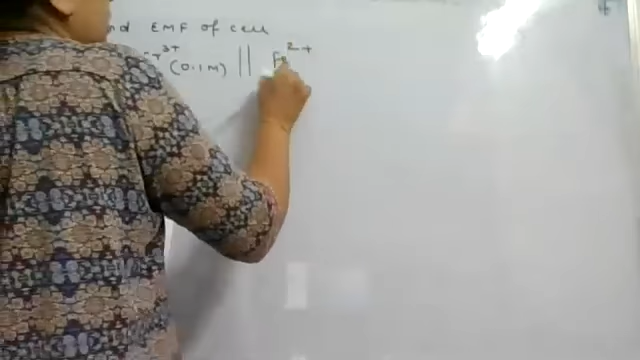 nd EMF of cell
3+ (0.1M) || Fe2+